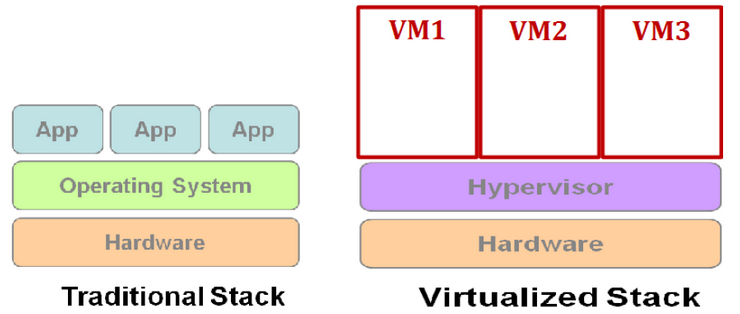 App App App
Operating System
Hardware
Traditional Stack
VM1 VM2 VM3
Hypervisor
Hardware
Virtualized Stack